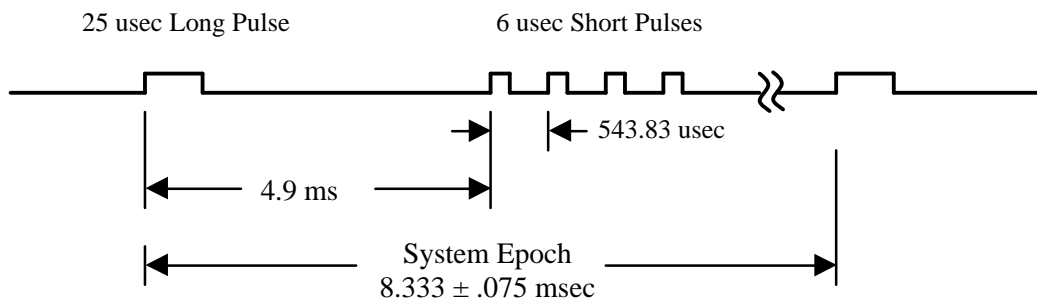 25 usec Long Pulse
6 usec Short Pulses
543.83 usec
4.9 ms
System Epoch
8.333 ± .075 msec